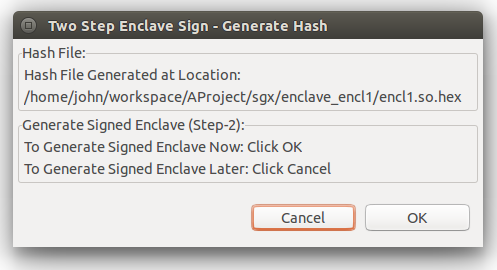 Two Step Enclave Sign - Generate Hash
Hash File:
Hash File Generated at Location:
/home/john/workspace/AProject/sgx/enclave_encl1/encl1.so.hex
Generate Signed Enclave (Step-2):
To Generate Signed Enclave Now: Click OK
To Generate Signed Enclave Later: Click Cancel
Cancel
OK